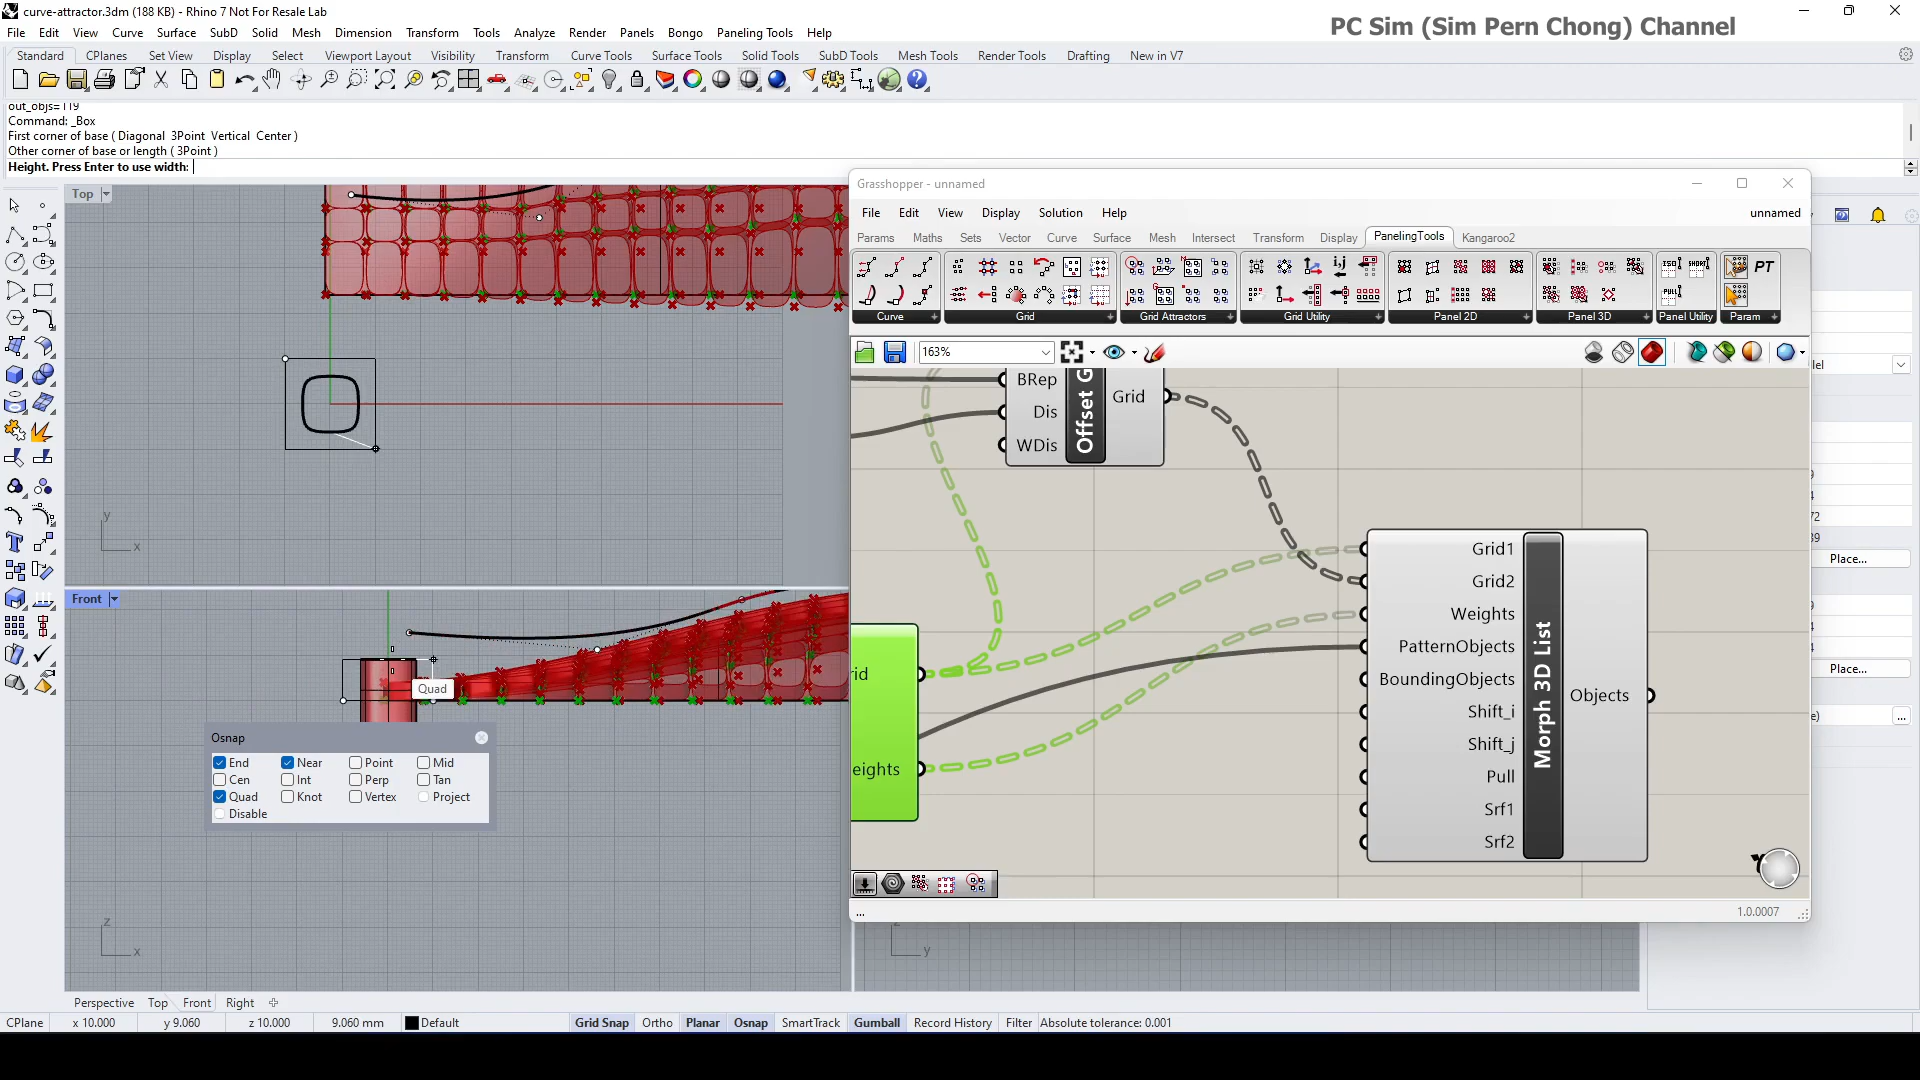 curve-attractor.3dm (188 KB) - Rhino 7 Not For Resale Lab
PC Sim (Sim Pern Chong) Channel
File Edit View Curve Surface SubD Solid Mesh Dimension Transform Tools Analyze Render Panels Bongo Paneling Tools Help
Standard CPlanes Set View Display Select Viewport Layout Visibility Transform Curve Tools Surface Tools Solid Tools SubD Tools Mesh Tools Render Tools Drafting New in V7
out_objs= 119
Command: _Box
First corner of base ( Diagonal 3Point Vertical Center )
Other corner of base or length ( 3Point )
Height. Press Enter to use width:
Top
Grasshopper - unnamed
File Edit View Display Solution Help unnamed
Params Maths Sets Vector Curve Surface Mesh Intersect Transform Display PanelingTools Kangaroo2
PT
Curve Grid Grid Attractors Grid Utility Panel 2D Panel 3D Panel Utility Param
163%
BRep
Dis
WDis
Offset G
Grid
y
x
Front
Quad
Grid1
Grid2
Weights
PatternObjects
BoundingObjects
Shift_i
Shift_j
Pull
Srf1
Srf2
Morph 3D List
Objects
rid
eights
lel
72
39
Place...
Place...
e) ...
Osnap
End Near Point Mid
Cen Int Perp Tan
Quad Knot Vertex Project
Disable
... 1.0.0007
z
x
z
y
Perspective Top Front Right
CPlane x 10.000 y 9.060 z 10.000 9.060 mm Default Grid Snap Ortho Planar Osnap SmartTrack Gumball Record History Filter Absolute tolerance: 0.001